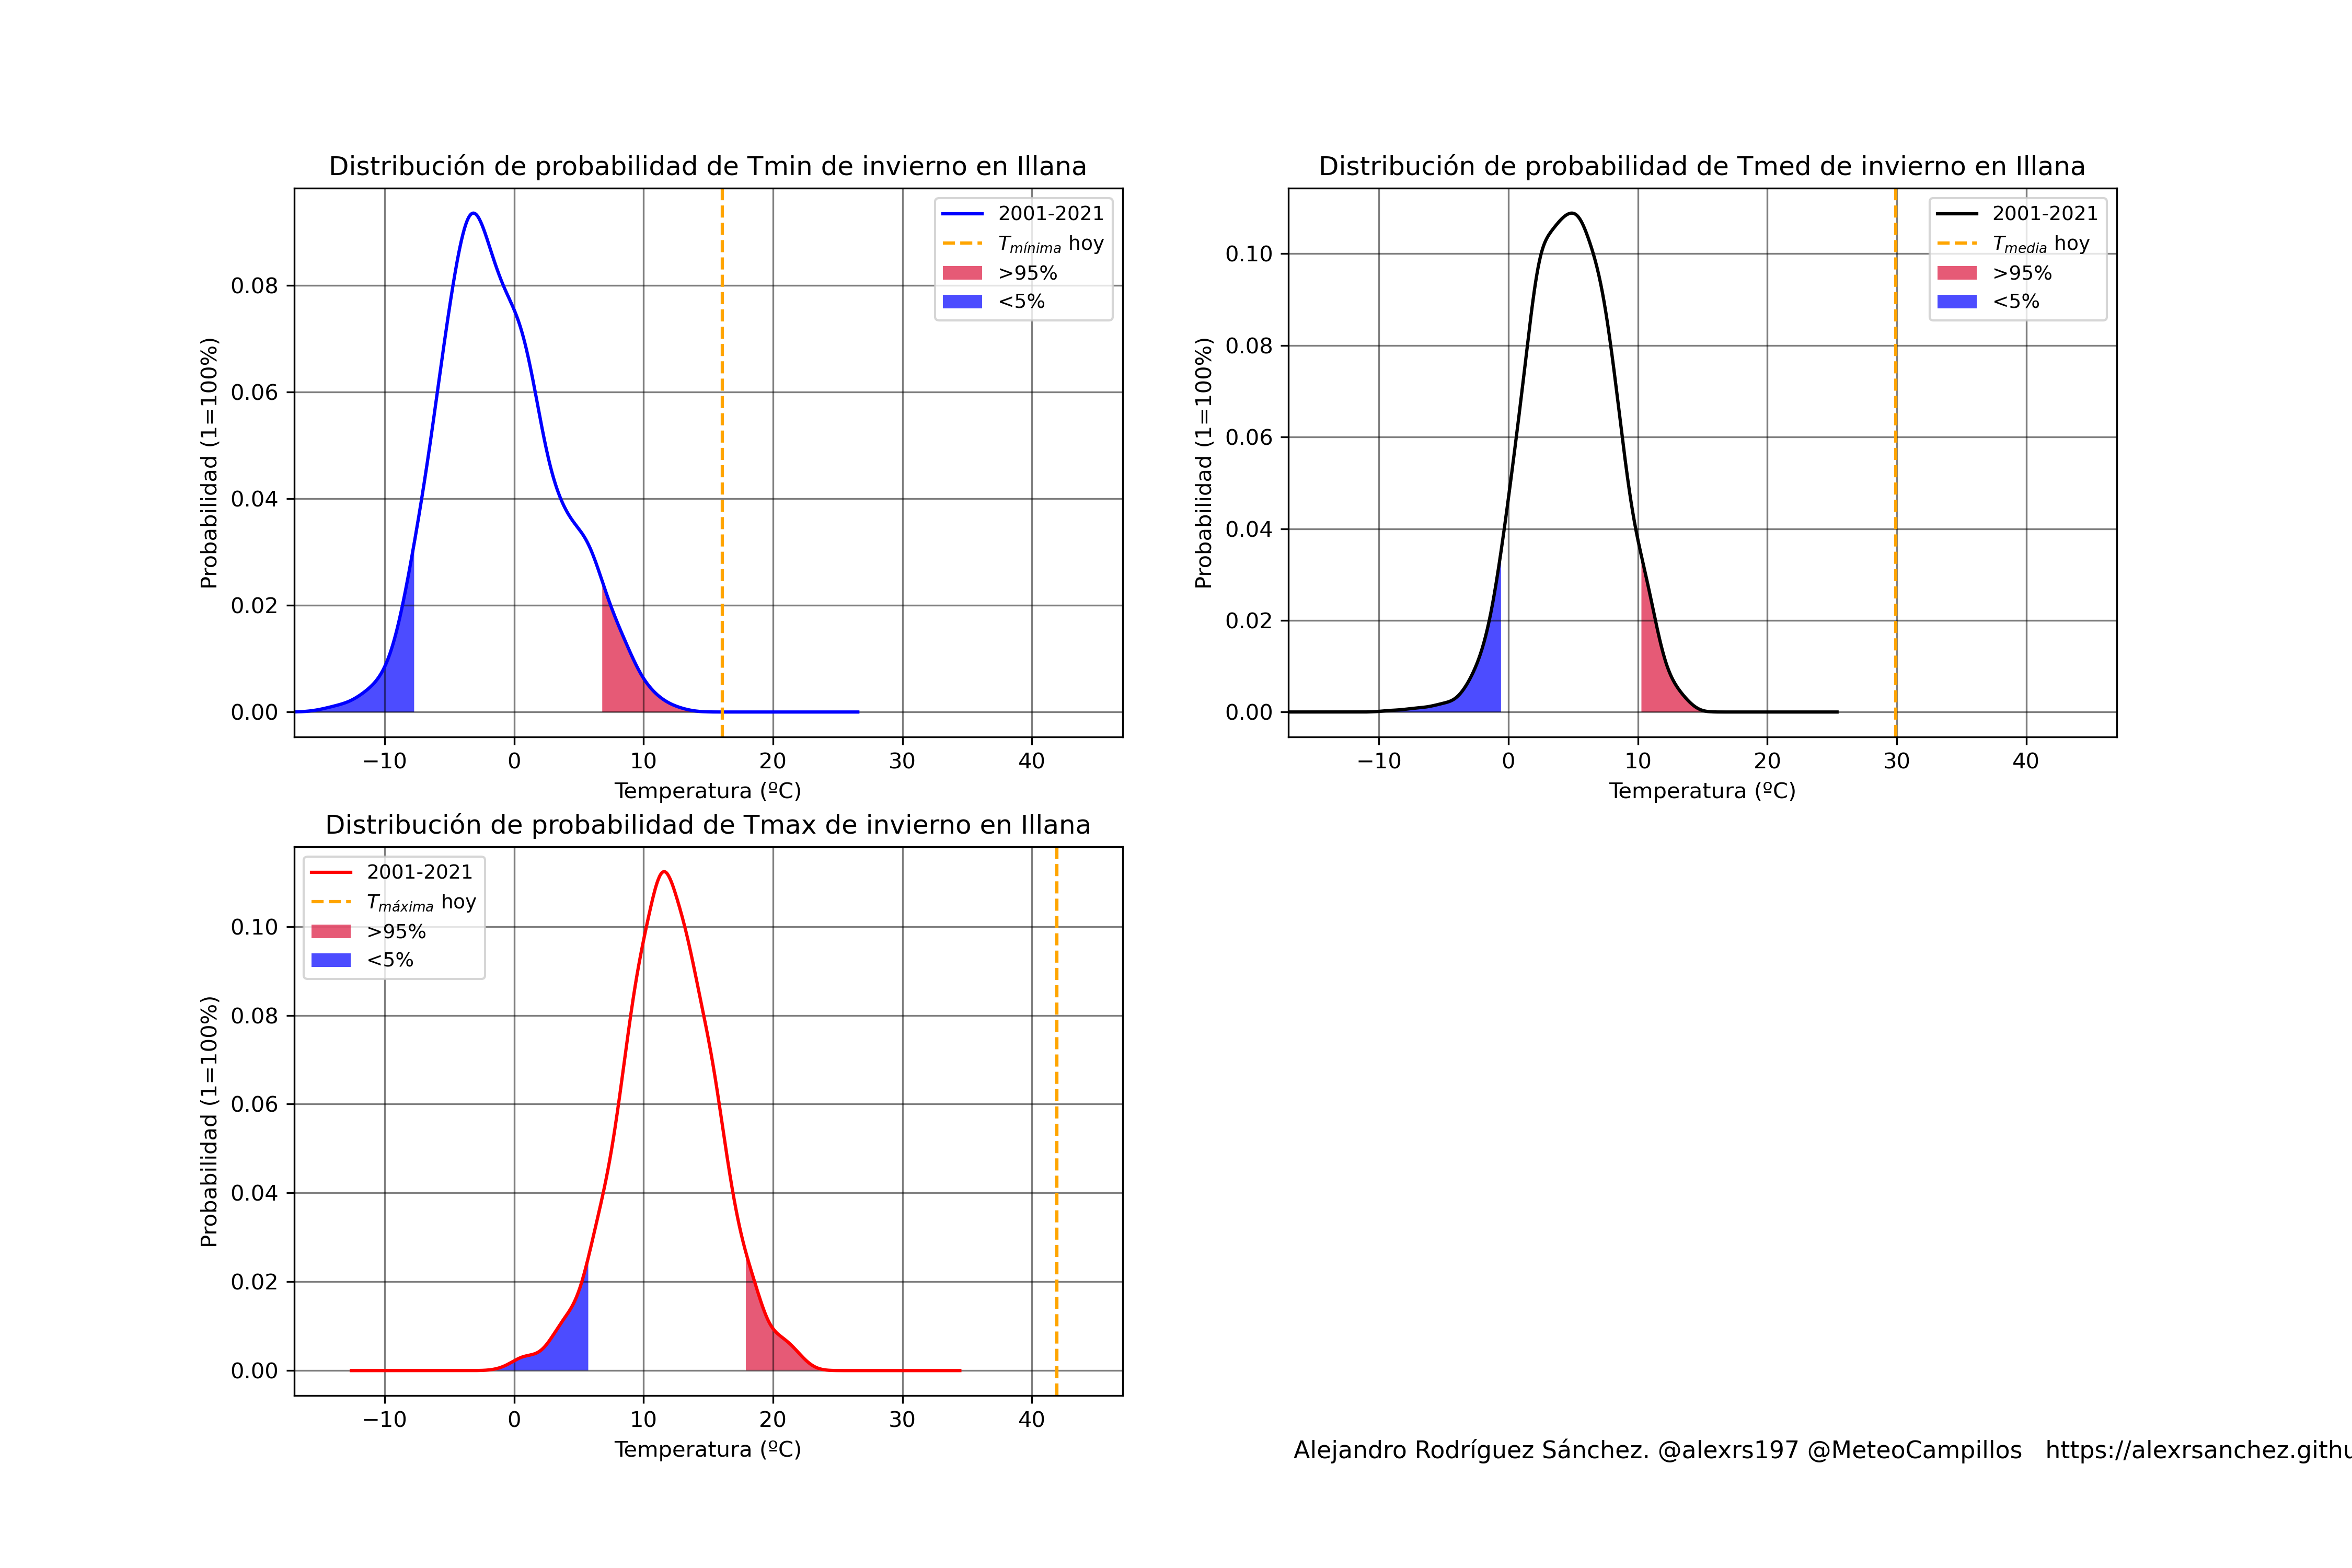 Distribución de probabilidad de Tmin de invierno en Illana
Probabilidad (1=100%)
0.08
0.06
0.04
0.02
0.00
2001-2021
Tmínima hoy
>95%
<5%
−10 0 10 20 30 40
Temperatura (ºC)
Distribución de probabilidad de Tmed de invierno en Illana
Probabilidad (1=100%)
0.10
0.08
0.06
0.04
0.02
0.00
2001-2021
Tmedia hoy
>95%
<5%
−10 0 10 20 30 40
Temperatura (ºC)
Distribución de probabilidad de Tmax de invierno en Illana
Probabilidad (1=100%)
0.10
0.08
0.06
0.04
0.02
0.00
2001-2021
Tmáxima hoy
>95%
<5%
−10 0 10 20 30 40
Temperatura (ºC)
Alejandro Rodríguez Sánchez. @alexrs197 @MeteoCampillos https://alexrsanchez.githu